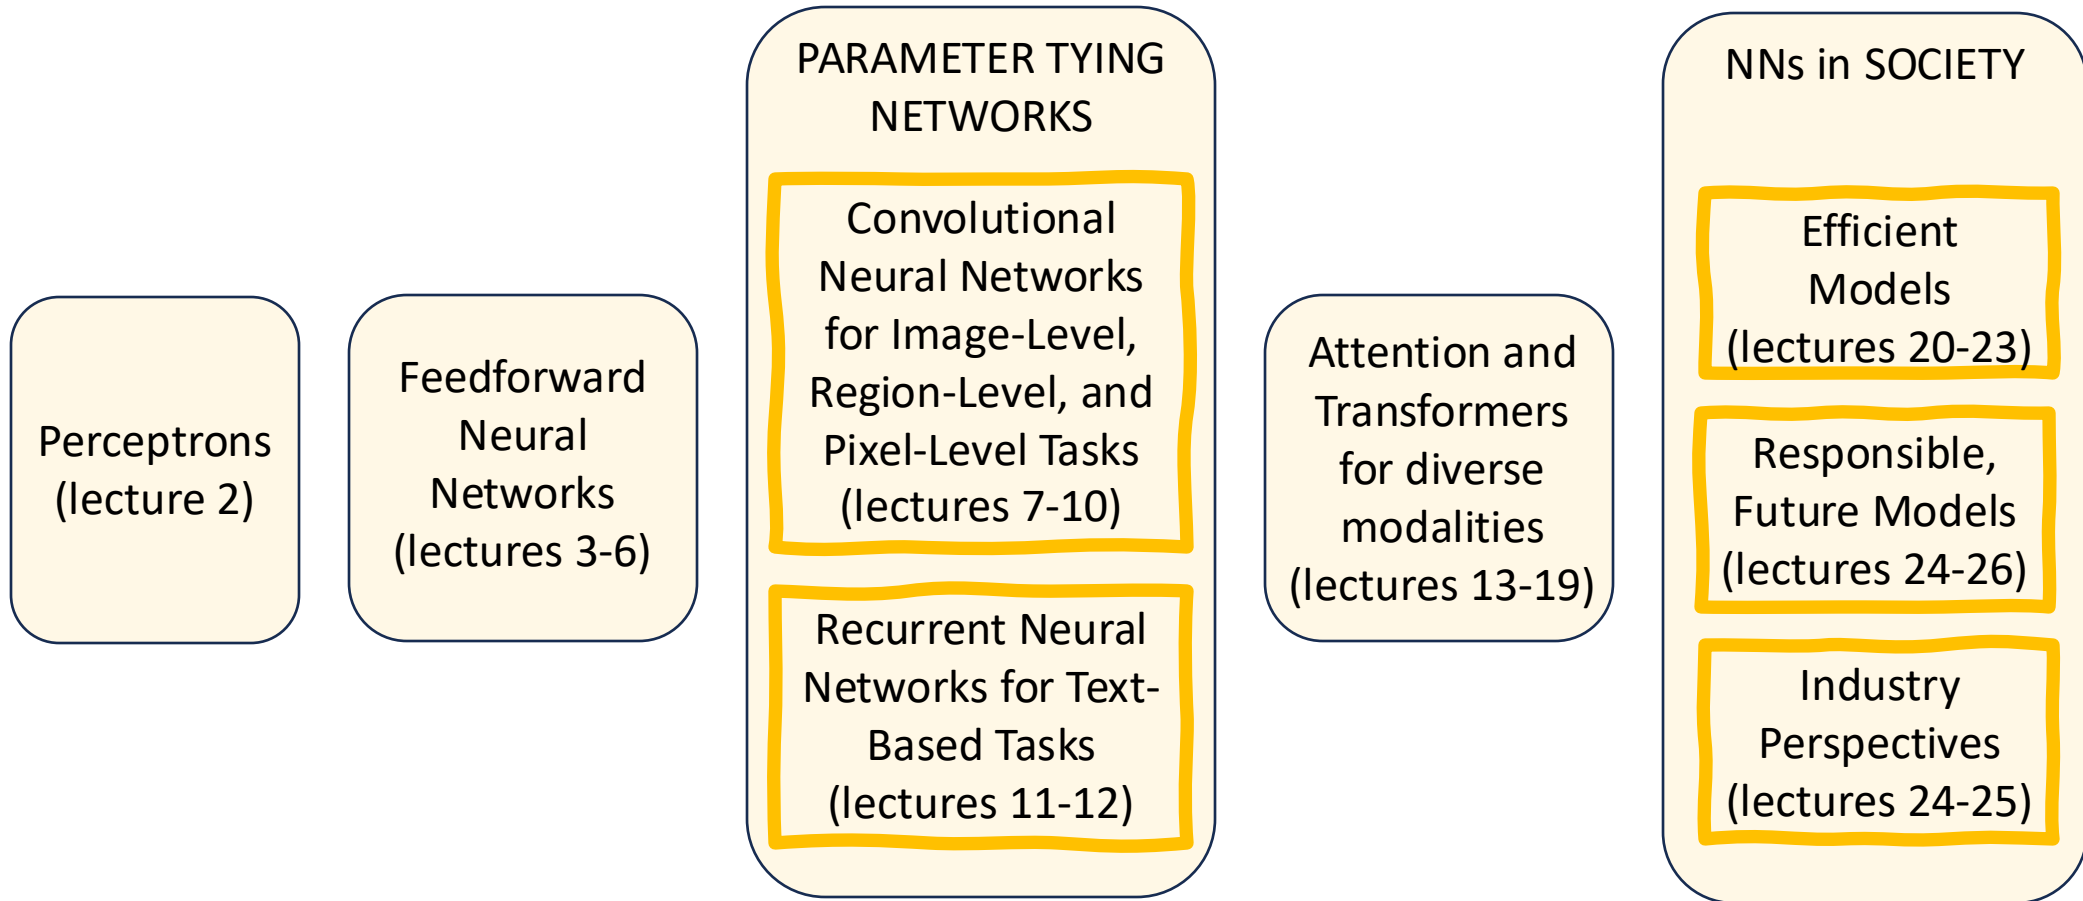 Perceptrons
(lecture 2)
Feedforward
Neural
Networks
(lectures 3-6)
PARAMETER TYING
NETWORKS
Convolutional
Neural Networks
for Image-Level,
Region-Level, and
Pixel-Level Tasks
(lectures 7-10)
Recurrent Neural
Networks for Text-
Based Tasks
(lectures 11-12)
Attention and
Transformers
for diverse
modalities
(lectures 13-19)
NNs in SOCIETY
Efficient
Models
(lectures 20-23)
Responsible,
Future Models
(lectures 24-26)
Industry
Perspectives
(lectures 24-25)